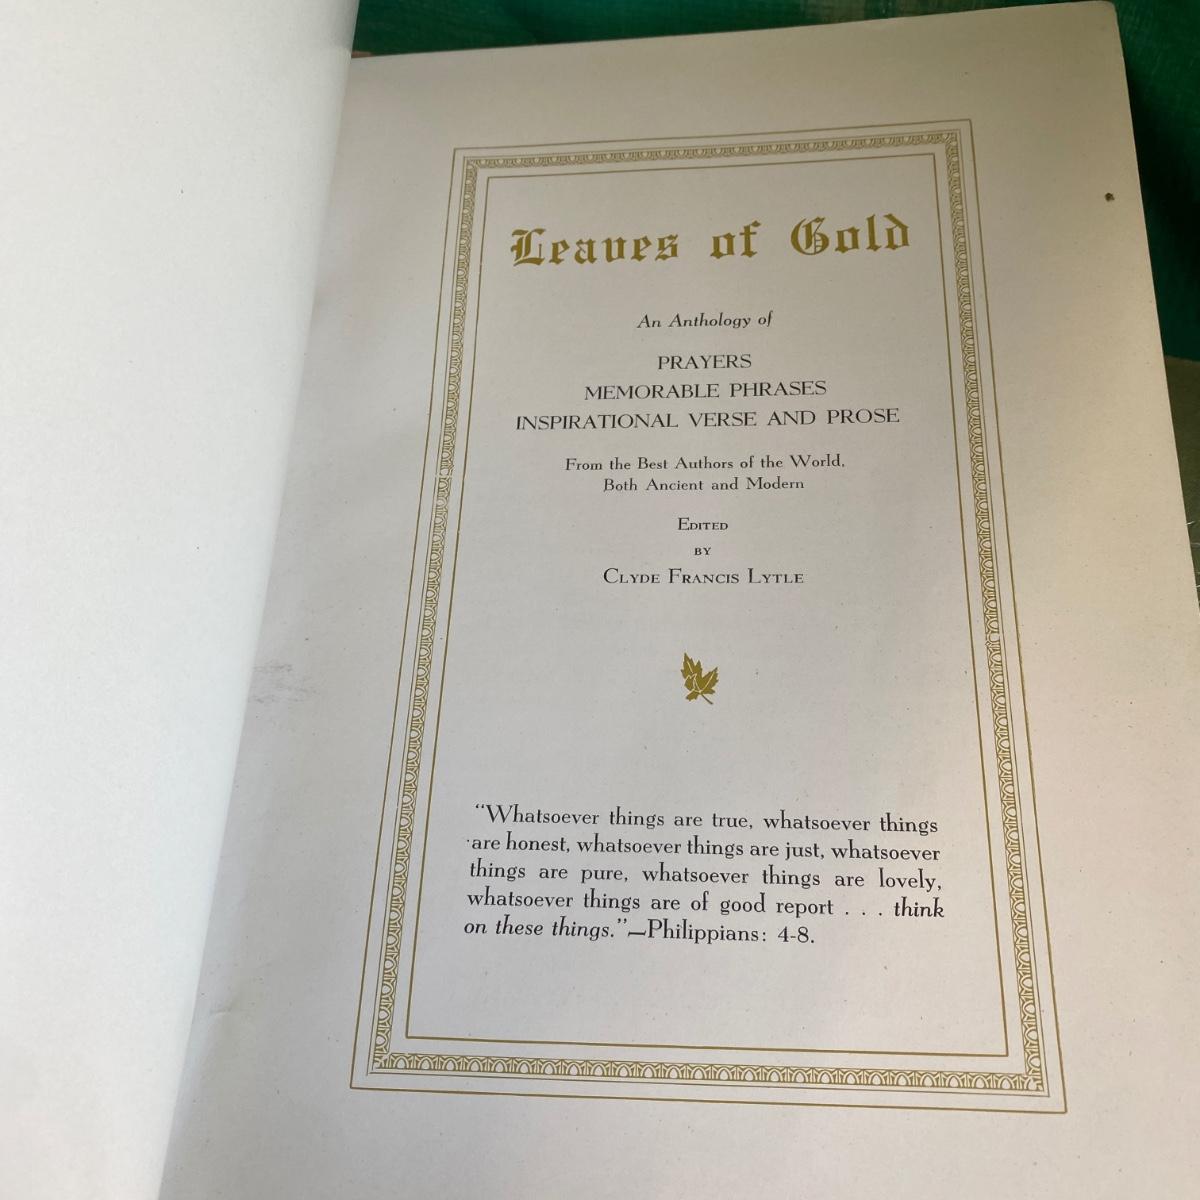 Leaves of Gold
An Anthology of
PRAYERS
MEMORABLE PHRASES
INSPIRATIONAL VERSE AND PROSE
From the Best Authors of the World,
Both Ancient and Modern
EDITED
BY
CLYDE FRANCIS LYTLE
“Whatsoever things are true, whatsoever things
are honest, whatsoever things are just, whatsoever
things are pure, whatsoever things are lovely,
whatsoever things are of good report . . . think
on these things.”—Philippians: 4-8.